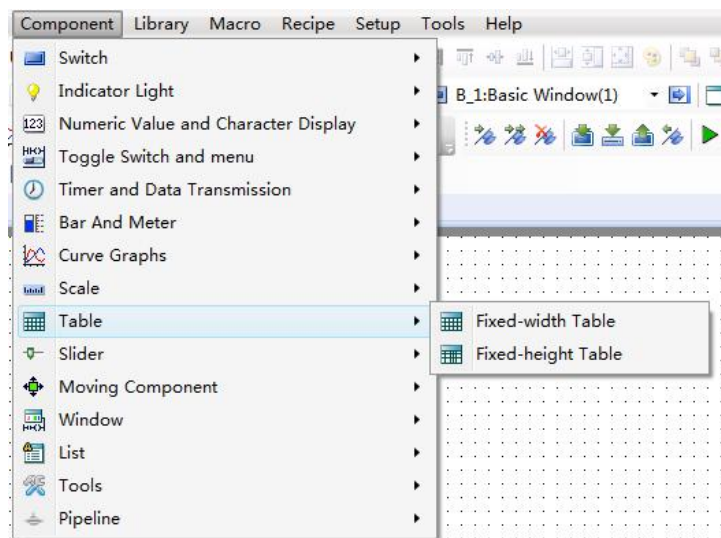 Component Library Macro Recipe Setup Tools Help
Switch
Indicator Light
B_1:Basic Window(1)
123 Numeric Value and Character Display
Toggle Switch and menu
Timer and Data Transmission
Bar And Meter
Curve Graphs
Scale
Table
Fixed-width Table
Slider
Fixed-height Table
Moving Component
Window
List
Tools
Pipeline